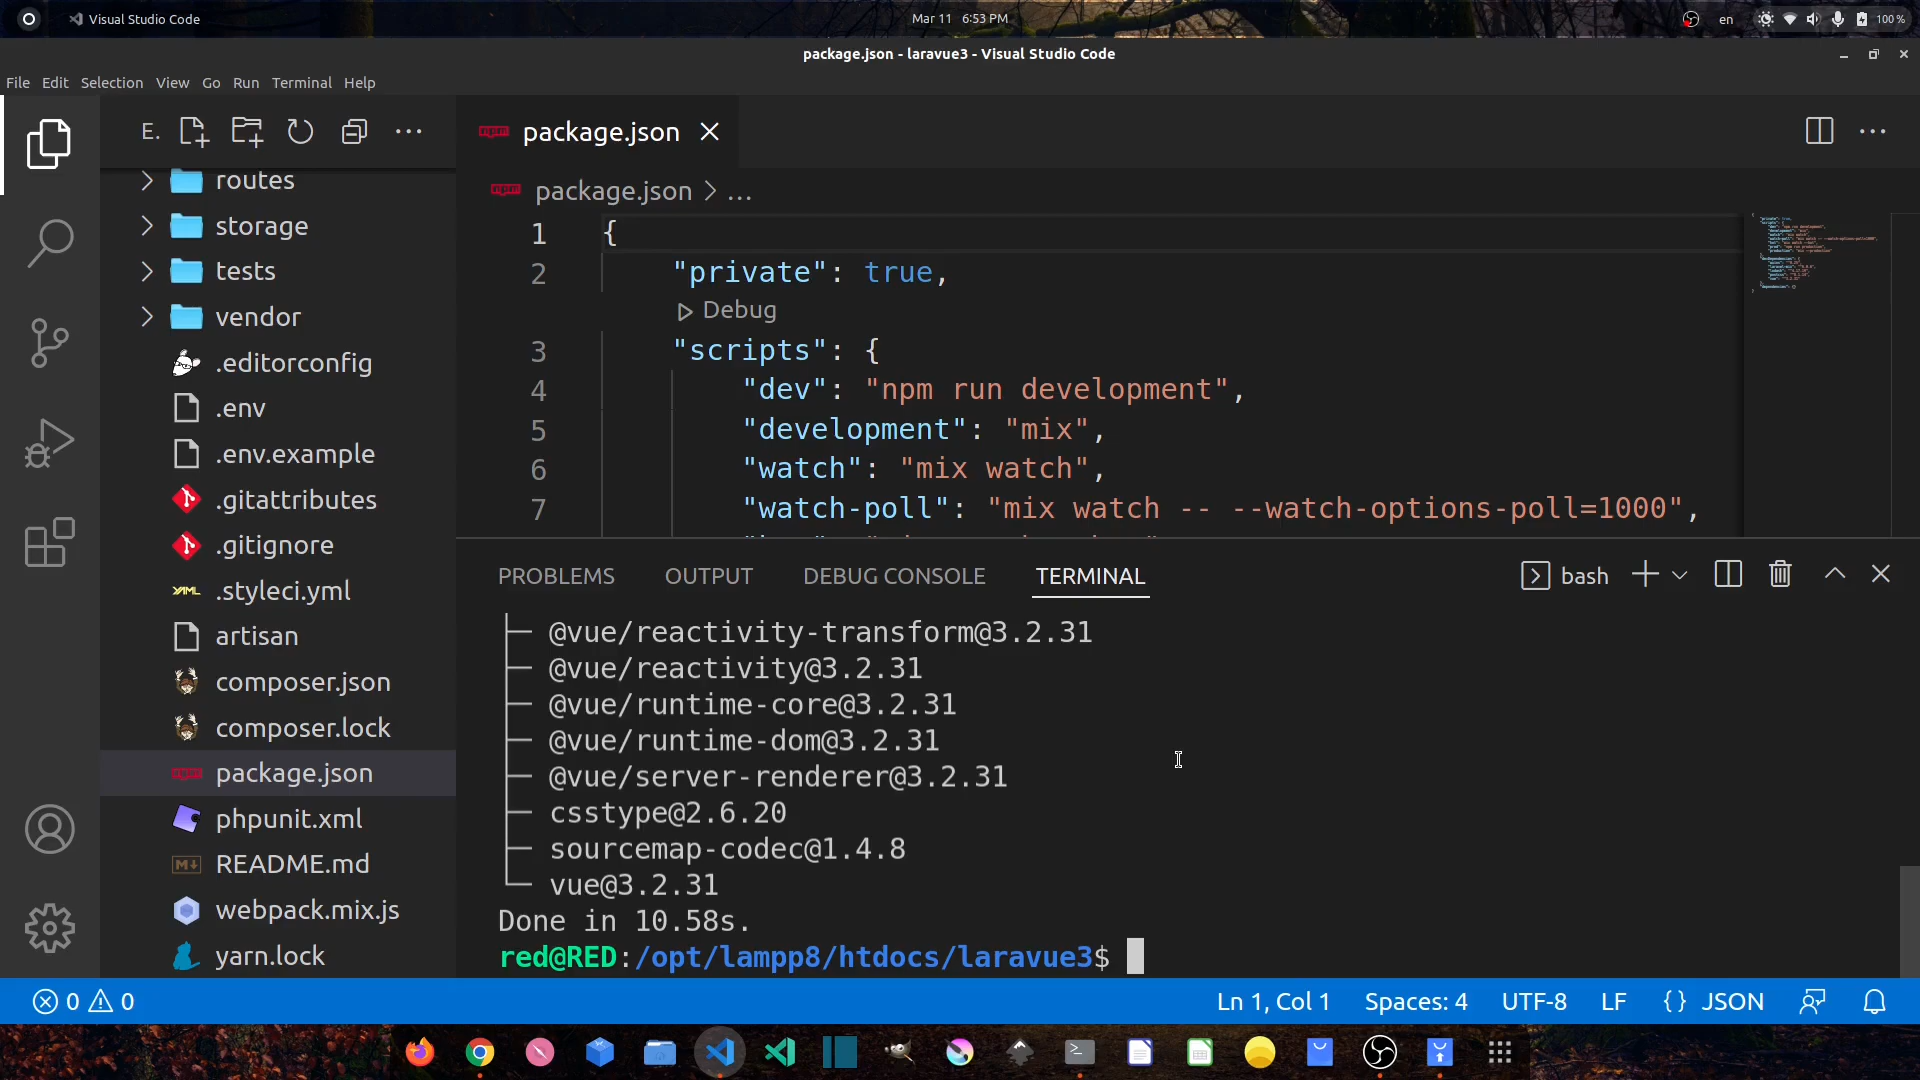 Visual Studio Code
Mar 11 6:53 PM
en
100 %
package.json - laravue3 - Visual Studio Code
File Edit Selection View Go Run Terminal Help
E.
routes
storage
tests
vendor
.editorconfig
.env
.env.example
.gitattributes
.gitignore
.styleci.yml
artisan
composer.json
composer.lock
package.json
phpunit.xml
README.md
webpack.mix.js
yarn.lock
package.json
package.json > ...
1 {
2 "private": true,
Debug
3 "scripts": {
4 "dev": "npm run development",
5 "development": "mix",
6 "watch": "mix watch",
7 "watch-poll": "mix watch -- --watch-options-poll=1000",
PROBLEMS OUTPUT DEBUG CONSOLE TERMINAL
bash
├─ @vue/reactivity-transform@3.2.31
├─ @vue/reactivity@3.2.31
├─ @vue/runtime-core@3.2.31
├─ @vue/runtime-dom@3.2.31
├─ @vue/server-renderer@3.2.31
├─ csstype@2.6.20
├─ sourcemap-codec@1.4.8
└─ vue@3.2.31
Done in 10.58s.
red@RED:/opt/lampp8/htdocs/laravue3$
0 0
Ln 1, Col 1 Spaces: 4 UTF-8 LF {} JSON